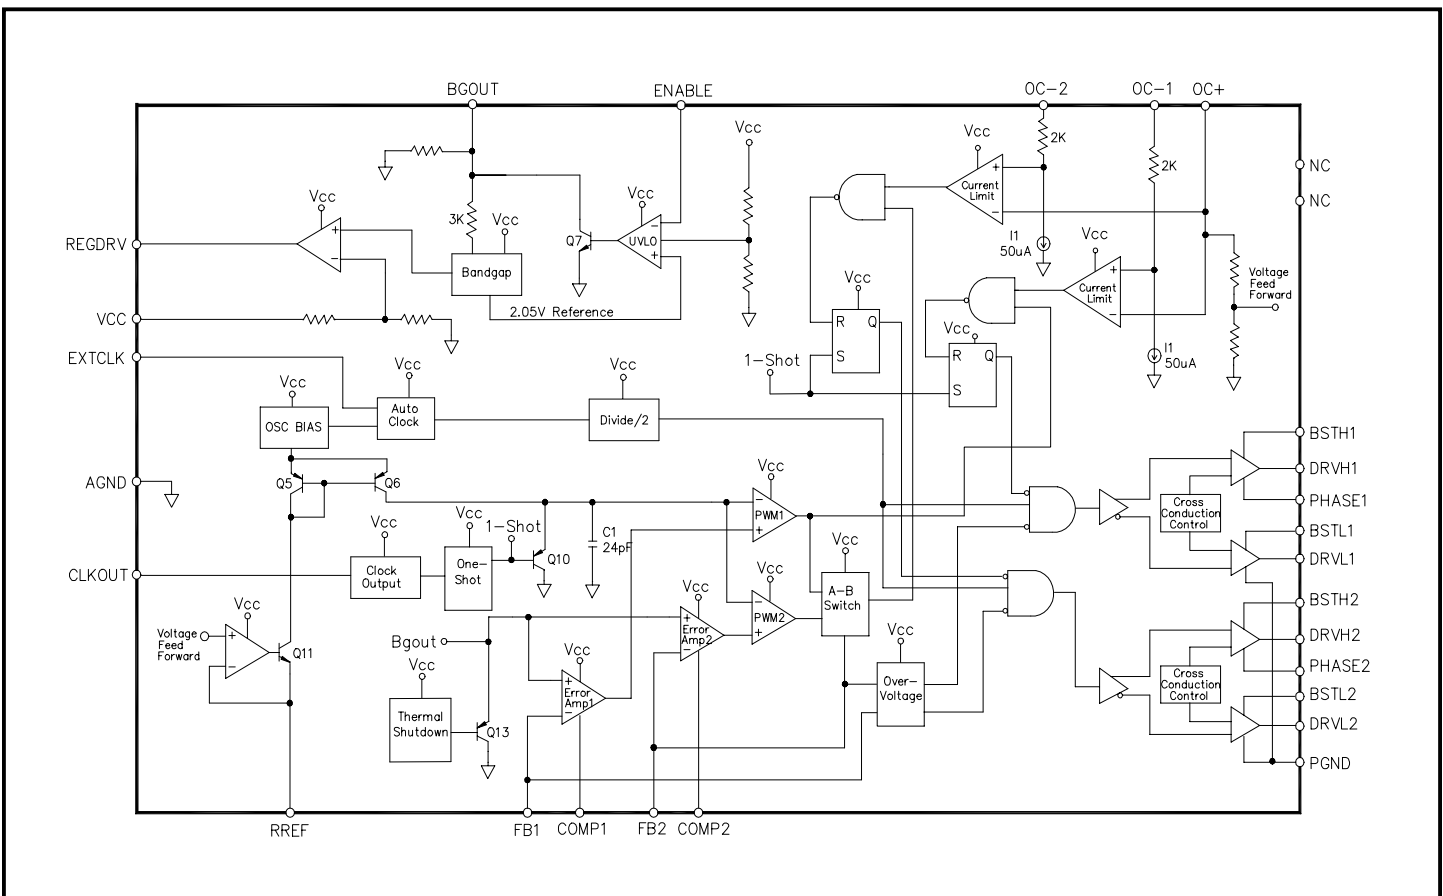 BGOUT
ENABLE
OC-2
OC-1
OC+
Vcc
2K
Vcc
2K
NC
Current
Limit
NC
Vcc
Vcc
3K
Vcc
Q7
UVLO
I1
50uA
Vcc
REGDRV
Bandgap
Vcc
Current
Limit
Voltage
Feed
Forward
2.05V Reference
VCC
R
Q
S
Vcc
I1
50uA
EXTCLK
1-Shot
R
Q
S
Vcc
Vcc
Vcc
Auto
Clock
Divide/2
OSC BIAS
BSTH1
Vcc
DRVH1
AGND
Q5
Q6
PHASE1
Cross
Conduction
Control
PWM1
Vcc
1-Shot
C1
24pF
BSTL1
Vcc
Vcc
Q10
DRVL1
CLKOUT
Clock
Output
One-
Shot
Vcc
Vcc
A-B
Switch
BSTH2
Vcc
PWM2
Voltage
Feed
Forward
Error
Amp2
Vcc
DRVH2
Bgout
Q11
Vcc
Vcc
PHASE2
Over-
Voltage
Cross
Conduction
Control
BSTL2
Error
Amp1
Thermal
Shutdown
Q13
DRVL2
PGND
RREF
FB1
COMP1
FB2
COMP2